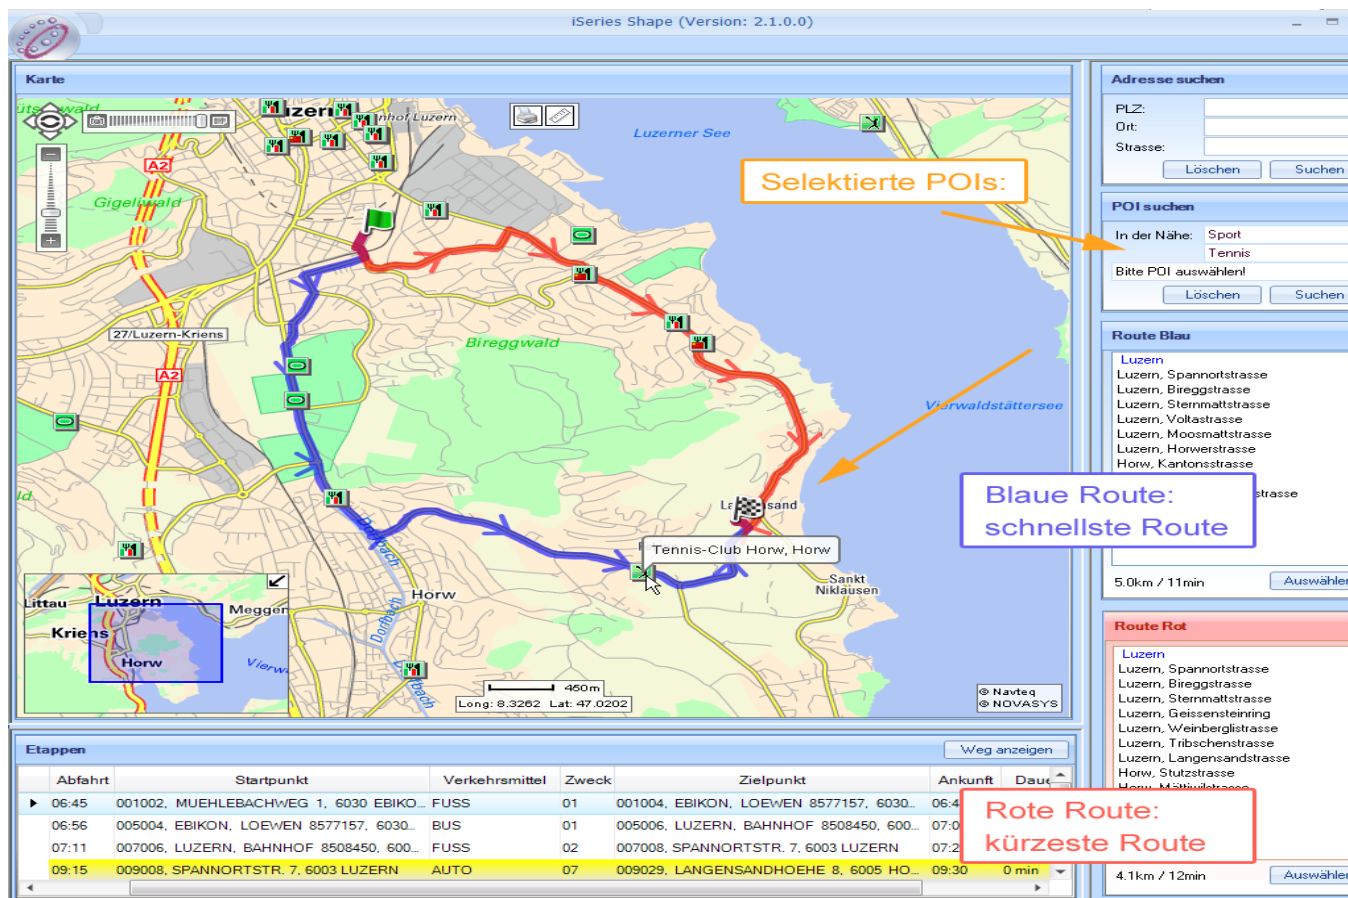 iSeries Shape (Version: 2.1.0.0)
Karte
Luzerner See
A2
Gigeliwald
27/Luzern-Kriens
A2
Bireggwald
Vierwaldstättersee
Dorfbach
Tennis-Club Horw, Horw
Sankt
Niklausen
Horw
Dorfbach
Littau
Luzern
Meggen
Kriens
Horw
450m
Long: 8.3262 Lat: 47.0202
© Navteq
© NOVASYS
Selektierte POIs:
Adresse suchen
PLZ:
Ort:
Strasse:
Löschen Suchen
POI suchen
In der Nähe: Sport
Tennis
Bitte POI auswählen!
Löschen Suchen
Route Blau
Luzern
Luzern, Spannortstrasse
Luzern, Bireggstrasse
Luzern, Sternmattstrasse
Luzern, Voltastrasse
Luzern, Moosmattstrasse
Luzern, Horwerstrasse
Horw, Kantonsstrasse
Blaue Route:
schnellste Route
5.0km / 11min
Route Rot
Luzern
Luzern, Spannortstrasse
Luzern, Bireggstrasse
Luzern, Sternmattstrasse
Luzern, Geissensteinring
Luzern, Weinberglistrasse
Luzern, Tribschenstrasse
Luzern, Langensandstrasse
Horw, Stutzstrasse
Rote Route:
kürzeste Route
4.1km / 12min
Etappen
Weg anzeigen
Abfahrt Startpunkt Verkehrsmittel Zweck Zielpunkt Ankunft
06:45 001002, MUEHLEBACHWEG 1, 6030 EBIKO... FUSS 01 001004, EBIKON, LOEWEN 8577157, 6030...
06:56 005004, EBIKON, LOEWEN 8577157, 6030... BUS 01 005006, LUZERN, BAHNHOF 8508450, 600...
07:11 007006, LUZERN, BAHNHOF 8508450, 600... FUSS 02 007008, SPANNORTSTR. 7, 6003 LUZERN
09:15 009008, SPANNORTSTR. 7, 6003 LUZERN AUTO 07 009029, LANGENSANDHOEHE 8, 6005 HO... 09:30 0 min